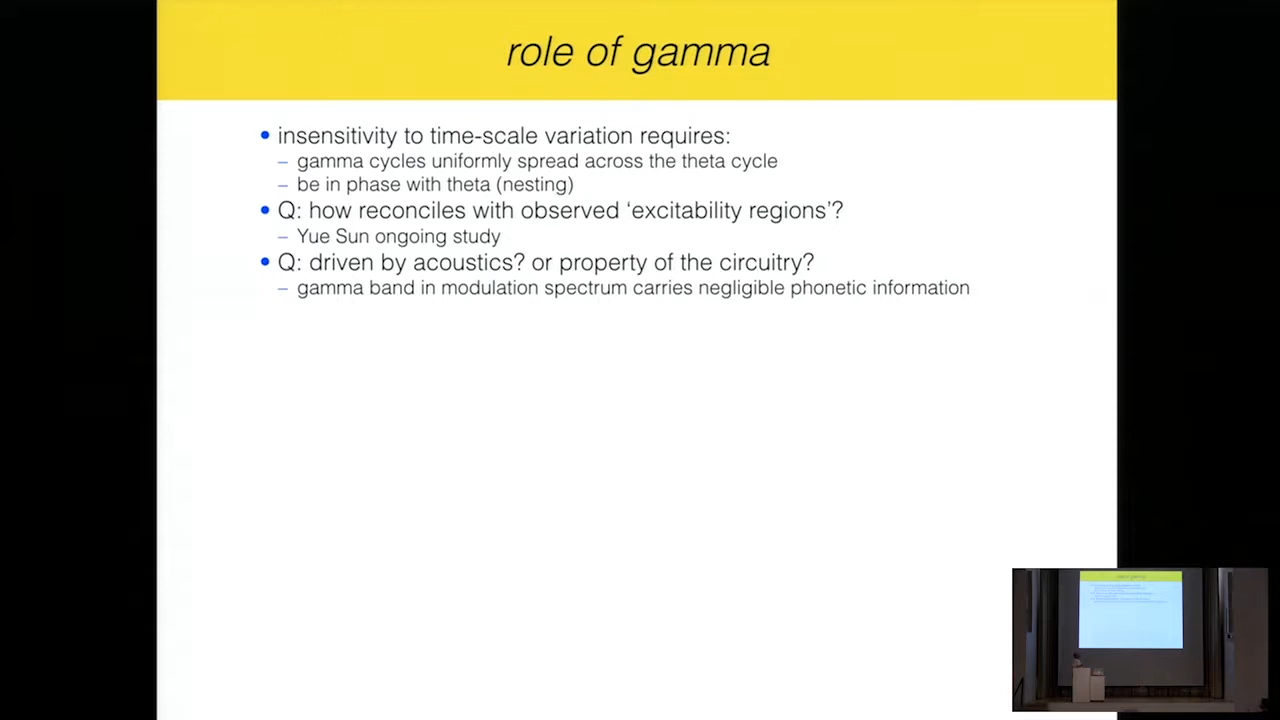 role of gamma
• insensitivity to time-scale variation requires:
– gamma cycles uniformly spread across the theta cycle
– be in phase with theta (nesting)
• Q: how reconciles with observed ‘excitability regions’?
– Yue Sun ongoing study
• Q: driven by acoustics? or property of the circuitry?
– gamma band in modulation spectrum carries negligible phonetic information